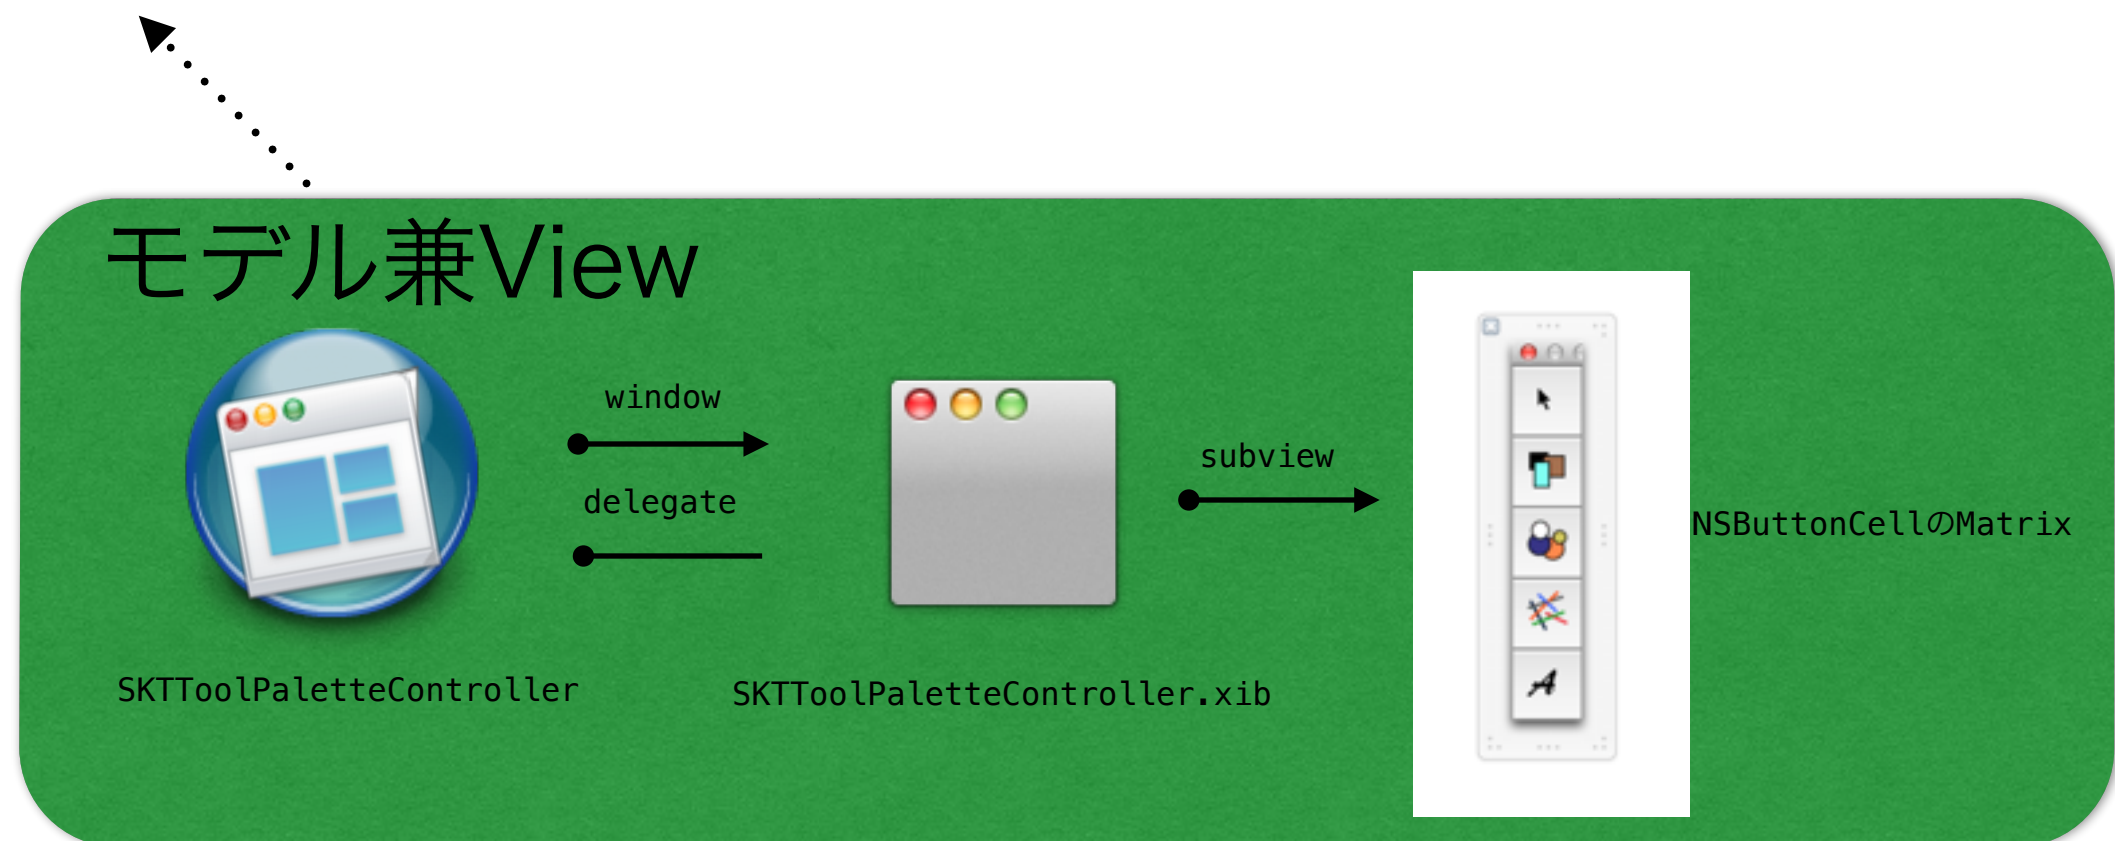 モデル兼View
window
delegate
subview
NSButtonCellのMatrix
SKTToolPaletteController
SKTToolPaletteController.xib